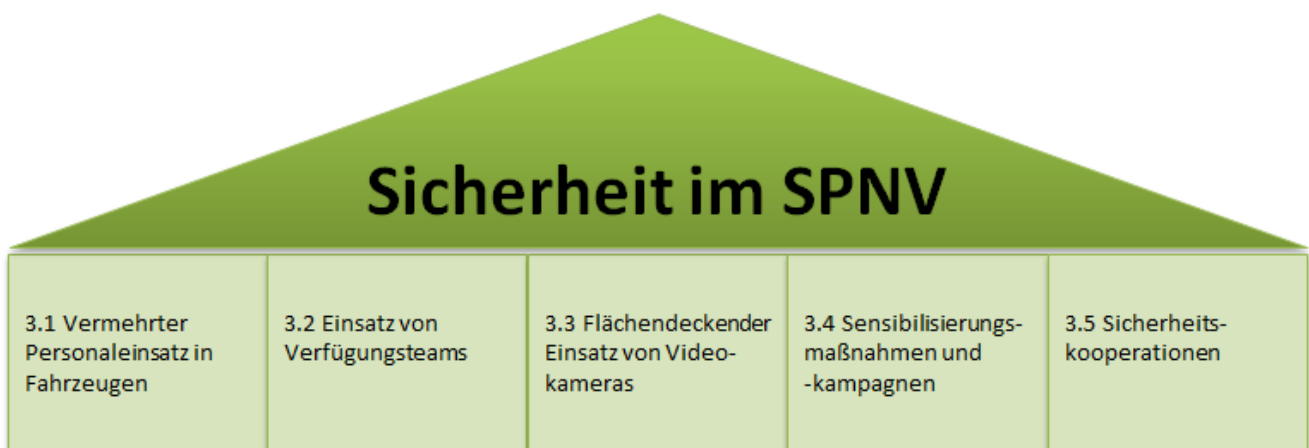 Sicherheit im SPNV
3.1 Vermehrter
Personaleinsatz in
Fahrzeugen
3.2 Einsatz von
Verfügungsteams
3.3 Flächendeckender
Einsatz von Video-
kameras
3.4 Sensibilisierungs-
maßnahmen und
-kampagnen
3.5 Sicherheits-
kooperationen